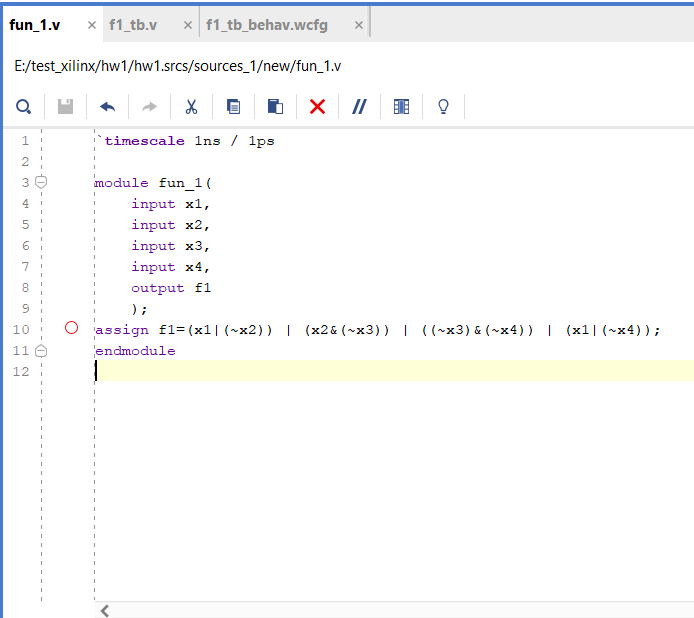 fun_1.v × f1_tb.v × f1_tb_behav.wcfg ×
E:/test_xilinx/hw1/hw1.srcs/sources_1/new/fun_1.v
1 `timescale 1ns / 1ps
2
3 module fun_1(
4 input x1,
5 input x2,
6 input x3,
7 input x4,
8 output f1
9 );
10 assign f1=(x1|(~x2)) | (x2&(~x3)) | ((~x3)&(~x4)) | (x1|(~x4));
11 endmodule
12